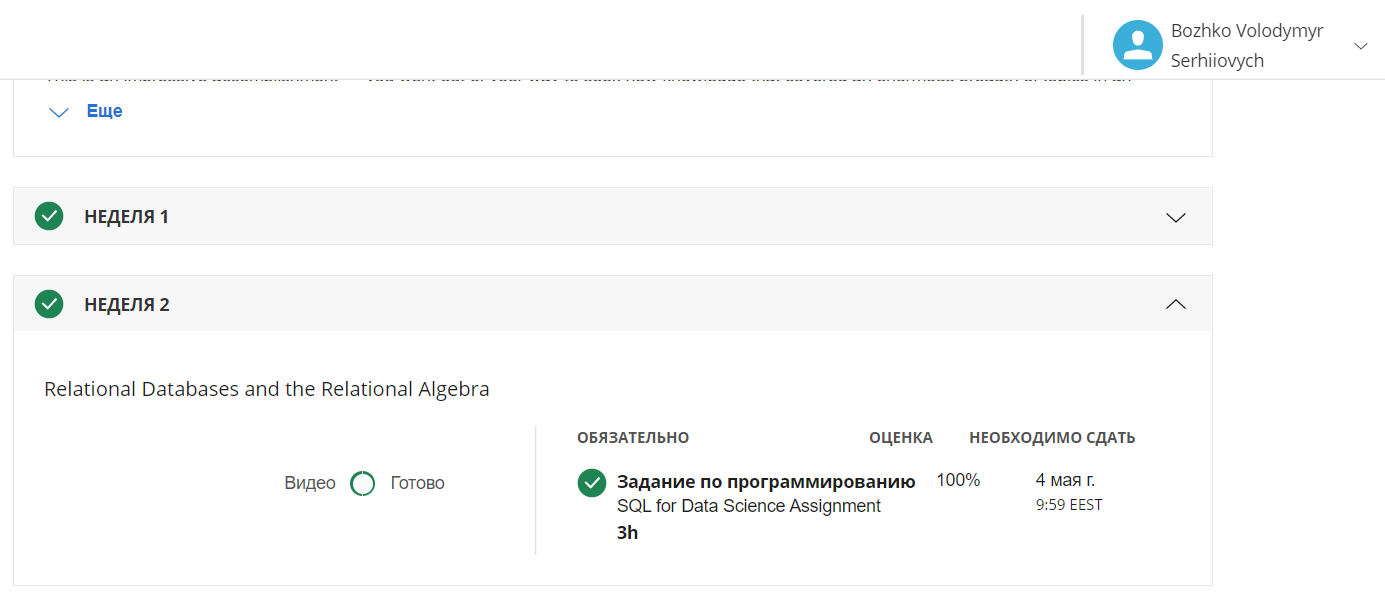 Bozhko Volodymyr
Serhiiovych
Еще
НЕДЕЛЯ 1
НЕДЕЛЯ 2
Relational Databases and the Relational Algebra
ОБЯЗАТЕЛЬНО ОЦЕНКА НЕОБХОДИМО СДАТЬ
Видео Готово
Задание по программированию 100% 4 мая г.
SQL for Data Science Assignment 9:59 EEST
3h